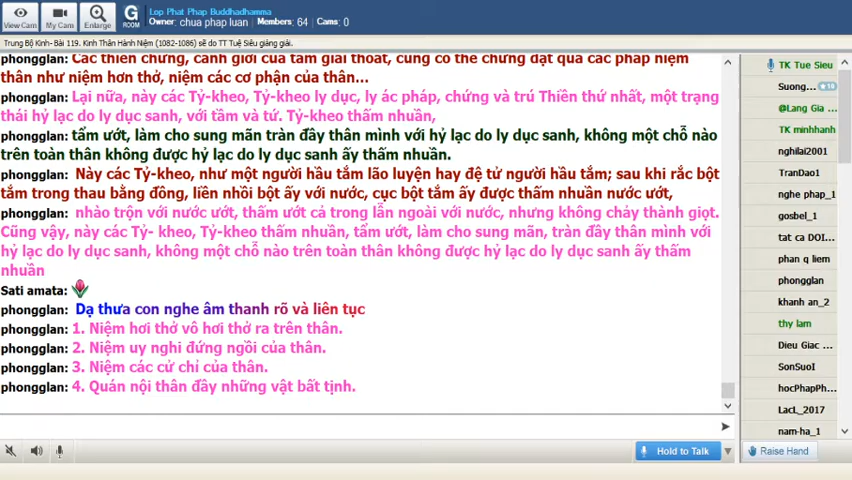 View Cam
My Cam
Enlarge
G
ROOM
Lop Phat Phap Buddhadhamma
Owner: chua phap luan Members: 64 Cams: 0
Trung Bộ Kinh- Bài 119. Kinh Thân Hành Niệm (1082-1086) sẽ do TT Tuệ Siêu giảng giải.
phongglan: Các thiền chứng, cảnh giới của tâm giải thoát, cũng có thể chứng đạt qua các pháp niệm
thân như niệm hơn thở, niệm các cơ phận của thân...
phongglan: Lại nữa, này các Tỷ-kheo, Tỷ-kheo ly dục, ly ác pháp, chứng và trú Thiền thứ nhất, một trạng
thái hỷ lạc do ly dục sanh, với tầm và tứ. Tỷ-kheo thấm nhuần,
phongglan: tẩm ướt, làm cho sung mãn tràn đầy thân mình với hỷ lạc do ly dục sanh, không một chỗ nào
trên toàn thân không được hỷ lạc do ly dục sanh ấy thấm nhuần.
phongglan: Này các Tỷ-kheo, như một người hầu tắm lão luyện hay đệ tử người hầu tắm; sau khi rắc bột
tắm trong thau bằng đồng, liền nhồi bột ấy với nước, cục bột tắm ấy được thấm nhuần nước ướt,
phongglan: nhào trộn với nước ướt, thấm ướt cả trong lẫn ngoài với nước, nhưng không chảy thành giọt.
Cũng vậy, này các Tỷ- kheo, Tỷ-kheo thấm nhuần, tẩm ướt, làm cho sung mãn, tràn đầy thân mình với
hỷ lạc do ly dục sanh, không một chỗ nào trên toàn thân không được hỷ lạc do ly dục sanh ấy thấm
nhuần
Sati amata:
phongglan: Dạ thưa con nghe âm thanh rõ và liên tục
phongglan: 1. Niệm hơi thở vô hơi thở ra trên thân.
phongglan: 2. Niệm uy nghi đứng ngồi của thân.
phongglan: 3. Niệm các cử chỉ của thân.
phongglan: 4. Quán nội thân đầy những vật bất tịnh.
Hold to Talk
TK Tue Sieu
Suong...
@Lang Gia ...
TK minhhanh
nghilai2001
TranDao1
nghe phap_1
gosbel_1
tat ca DOI...
phan q liem
phongglan
khanh an_2
thy lam
Dieu Giac ...
SonSuoI
hocPhapPh...
LacL_2017
nam-ha_1
Raise Hand